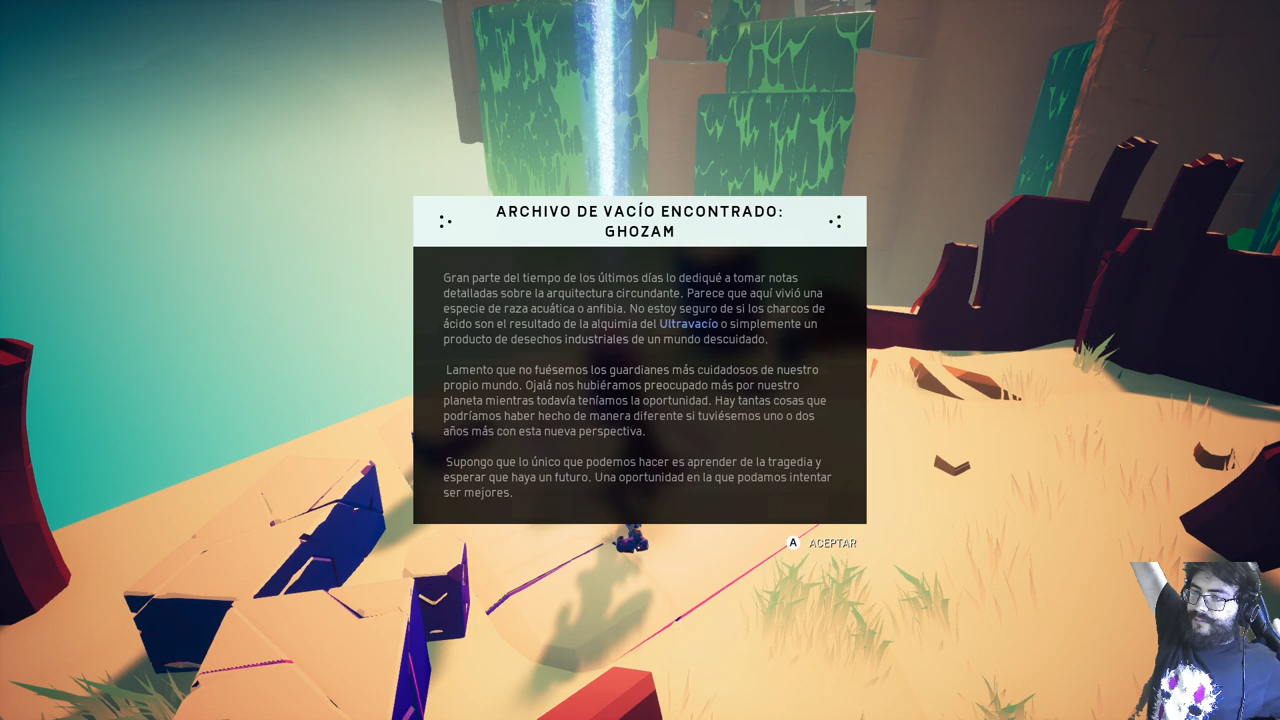 ARCHIVO DE VACÍO ENCONTRADO:
GHOZAM
Gran parte del tiempo de los últimos días lo dediqué a tomar notas
detalladas sobre la arquitectura circundante. Parece que aquí vivió una
especie de raza acuática o anfibia. No estoy seguro de si los charcos de
ácido son el resultado de la alquimia del Ultravacío o simplemente un
producto de desechos industriales de un mundo descuidado.
Lamento que no fuésemos los guardianes más cuidadosos de nuestro
propio mundo. Ojalá nos hubiéramos preocupado más por nuestro
planeta mientras todavía teníamos la oportunidad. Hay tantas cosas que
podríamos haber hecho de manera diferente si tuviésemos uno o dos
años más con esta nueva perspectiva.
Supongo que lo único que podemos hacer es aprender de la tragedia y
esperar que haya un futuro. Una oportunidad en la que podamos intentar
ser mejores.
A ACEPTAR